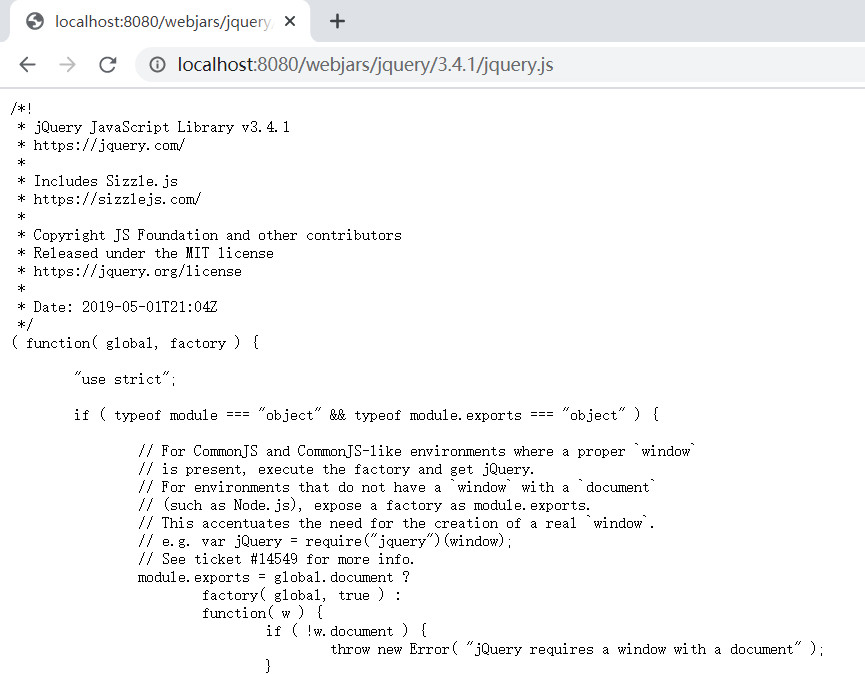 localhost:8080/webjars/jquery
localhost:8080/webjars/jquery/3.4.1/jquery.js
/*!
 * jQuery JavaScript Library v3.4.1
 * https://jquery.com/
 *
 * Includes Sizzle.js
 * https://sizzlejs.com/
 *
 * Copyright JS Foundation and other contributors
 * Released under the MIT license
 * https://jquery.org/license
 *
 * Date: 2019-05-01T21:04Z
 */
( function( global, factory ) {
"use strict";
if ( typeof module === "object" && typeof module.exports === "object" ) {
// For CommonJS and CommonJS-like environments where a proper `window`
// is present, execute the factory and get jQuery.
// For environments that do not have a `window` with a `document`
// (such as Node.js), expose a factory as module.exports.
// This accentuates the need for the creation of a real `window`.
// e.g. var jQuery = require("jquery")(window);
// See ticket #14549 for more info.
module.exports = global.document ?
factory( global, true ) :
function( w ) {
if ( !w.document ) {
throw new Error( "jQuery requires a window with a document" );
}